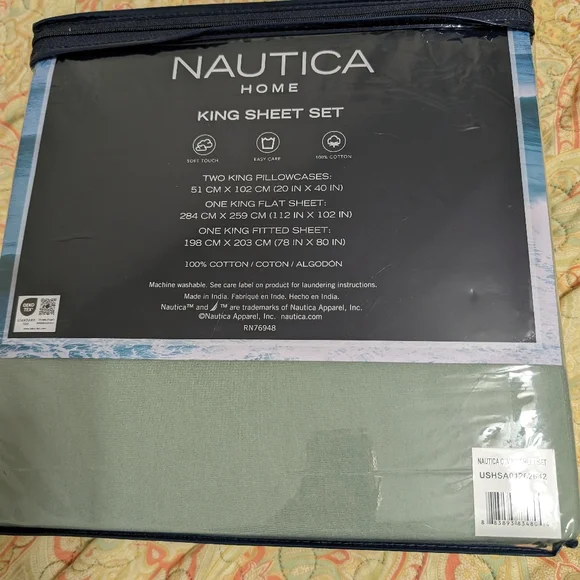 NAUTICA
HOME
KING SHEET SET
SOFT TOUCH
EASY CARE
100% COTTON
TWO KING PILLOWCASES:
51 CM X 102 CM (20 IN X 40 IN)
ONE KING FLAT SHEET:
284 CM X 259 CM (112 IN X 102 IN)
ONE KING FITTED SHEET:
198 CM X 203 CM (78 IN X 80 IN)
100% COTTON / COTON / ALGODÓN
Machine washable. See care label on product for laundering instructions.
Made in India. Fabriqué en Inde. Hecho en India.
Nautica™ and ™ are trademarks of Nautica Apparel, Inc.
©Nautica Apparel, Inc. nautica.com
RN76948
OEKO
TEX
NAUTICA
SET